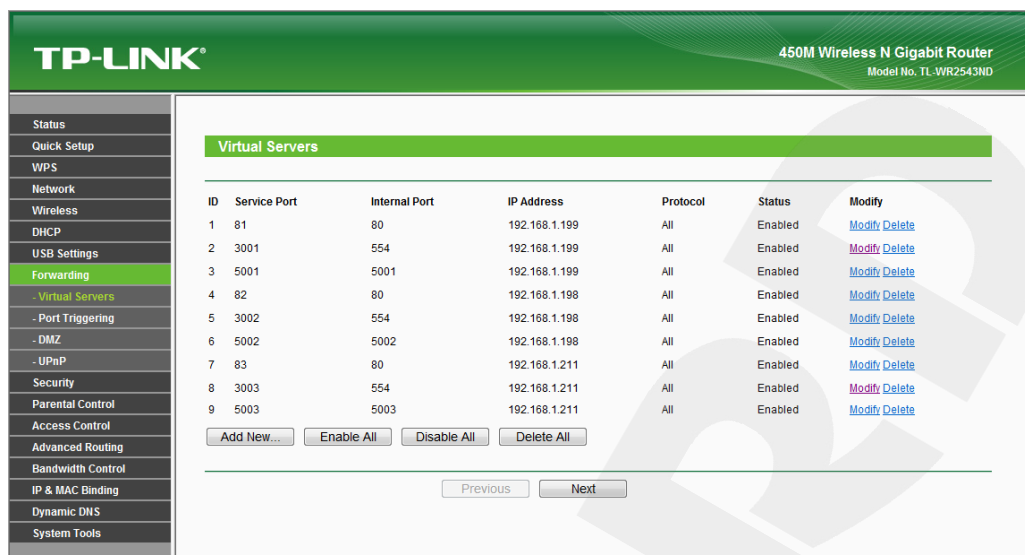 TP-LINK®
450M Wireless N Gigabit Router
Model No. TL-WR2543ND
Status
Quick Setup
WPS
Network
Wireless
DHCP
USB Settings
Forwarding
- Virtual Servers
- Port Triggering
- DMZ
- UPnP
Security
Parental Control
Access Control
Advanced Routing
Bandwidth Control
IP & MAC Binding
Dynamic DNS
System Tools
Virtual Servers
ID Service Port Internal Port IP Address Protocol Status Modify
1 81 80 192.168.1.199 All Enabled Modify Delete
2 3001 554 192.168.1.199 All Enabled Modify Delete
3 5001 5001 192.168.1.199 All Enabled Modify Delete
4 82 80 192.168.1.198 All Enabled Modify Delete
5 3002 554 192.168.1.198 All Enabled Modify Delete
6 5002 5002 192.168.1.198 All Enabled Modify Delete
7 83 80 192.168.1.211 All Enabled Modify Delete
8 3003 554 192.168.1.211 All Enabled Modify Delete
9 5003 5003 192.168.1.211 All Enabled Modify Delete
Add New... Enable All Disable All Delete All
Previous Next